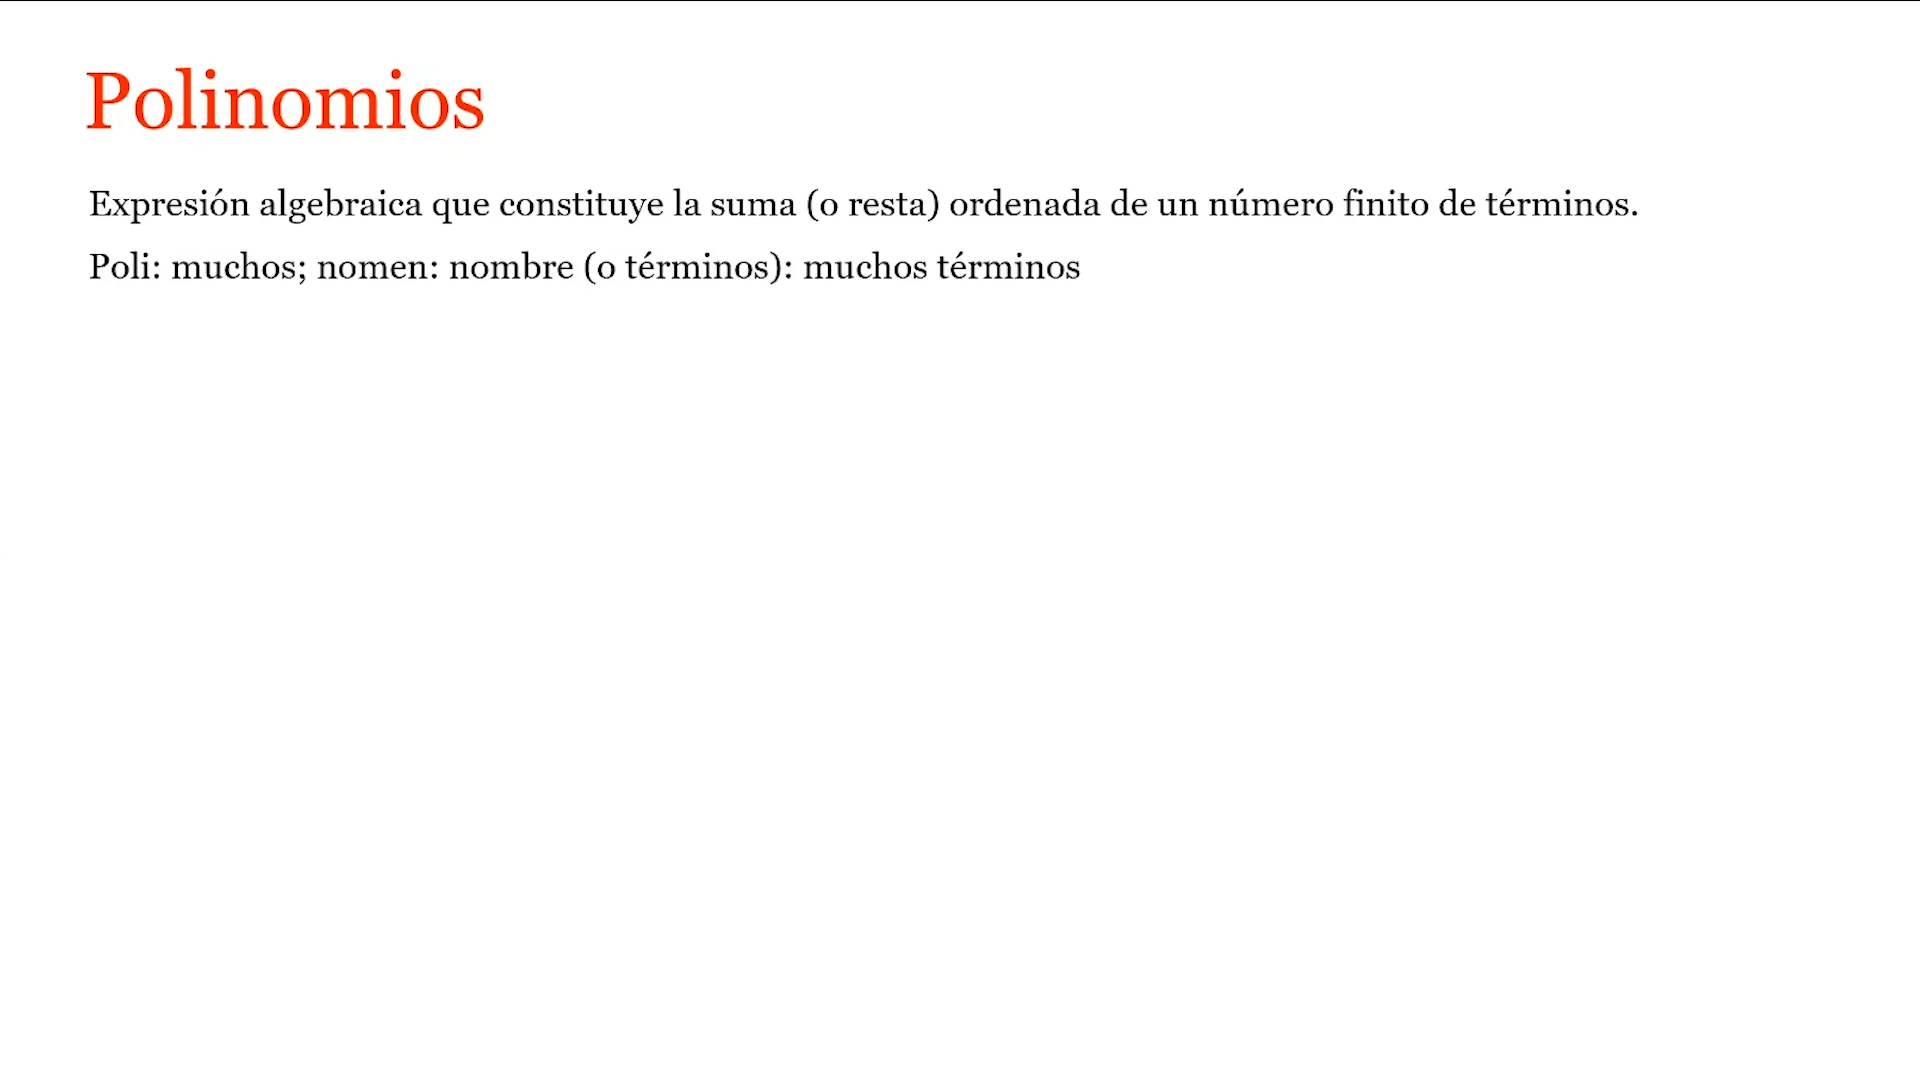 Polinomios
Expresión algebraica que constituye la suma (o resta) ordenada de un número finito de términos.
Poli: muchos; nomen: nombre (o términos): muchos términos